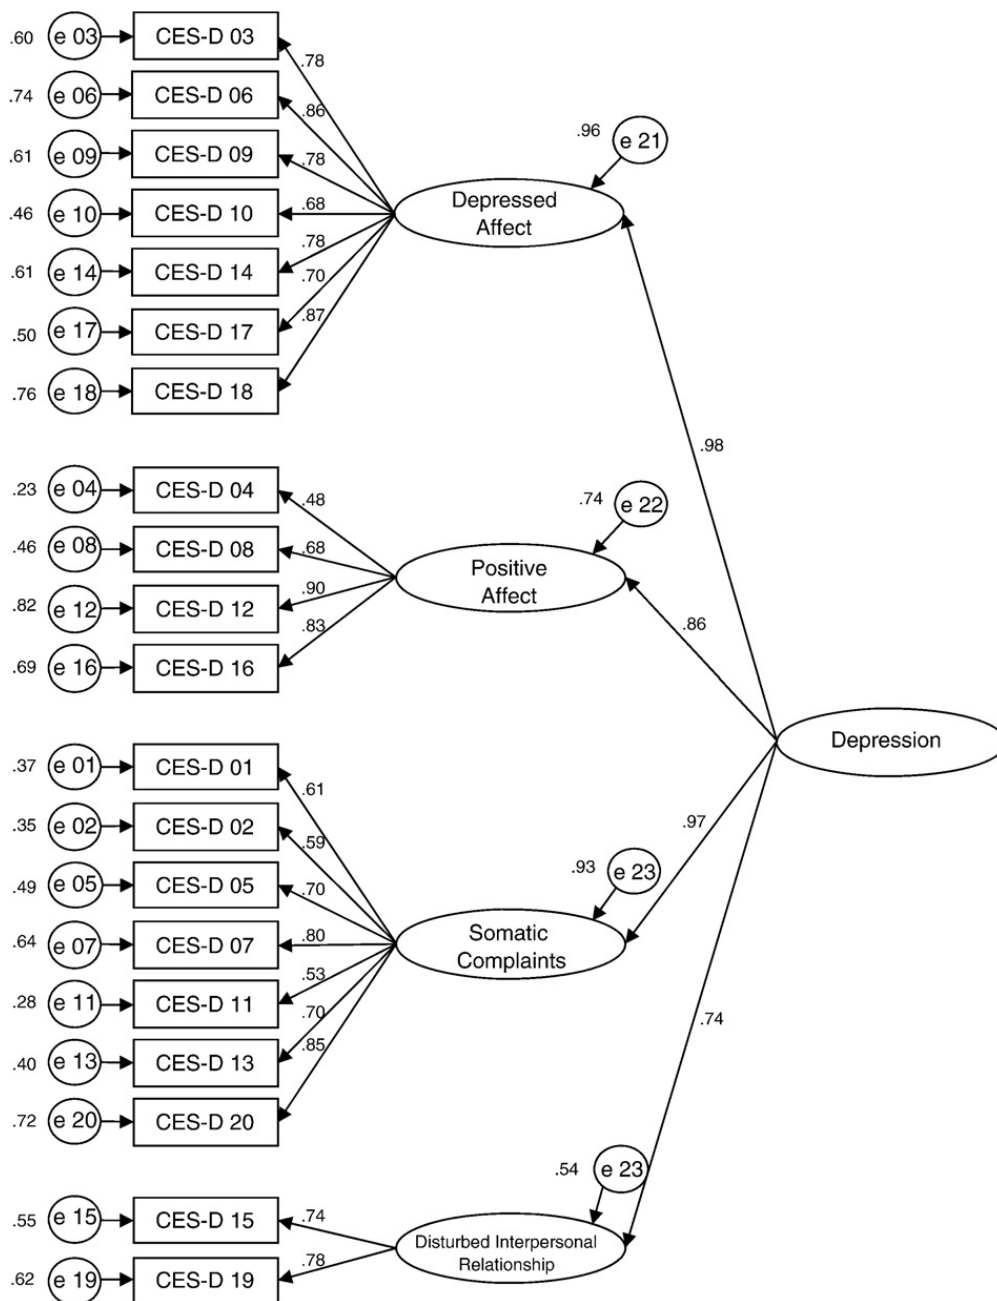 .60 e 03 CES-D 03 .78
.74 e 06 CES-D 06 .86
.61 e 09 CES-D 09 .78
.46 e 10 CES-D 10 .68
.61 e 14 CES-D 14 .78
.50 e 17 CES-D 17 .70
.76 e 18 CES-D 18 .87
.96 e 21
Depressed
Affect
.98
.23 e 04 CES-D 04 .48
.46 e 08 CES-D 08 .68
.82 e 12 CES-D 12 .90
.69 e 16 CES-D 16 .83
.74 e 22
Positive
Affect
.86
Depression
.37 e 01 CES-D 01 .61
.35 e 02 CES-D 02 .59
.49 e 05 CES-D 05 .70
.64 e 07 CES-D 07 .80
.28 e 11 CES-D 11 .53
.40 e 13 CES-D 13 .70
.72 e 20 CES-D 20 .85
.93 e 23
Somatic
Complaints
.97
.74
.55 e 15 CES-D 15 .74
.62 e 19 CES-D 19 .78
.54 e 23
Disturbed Interpersonal
Relationship